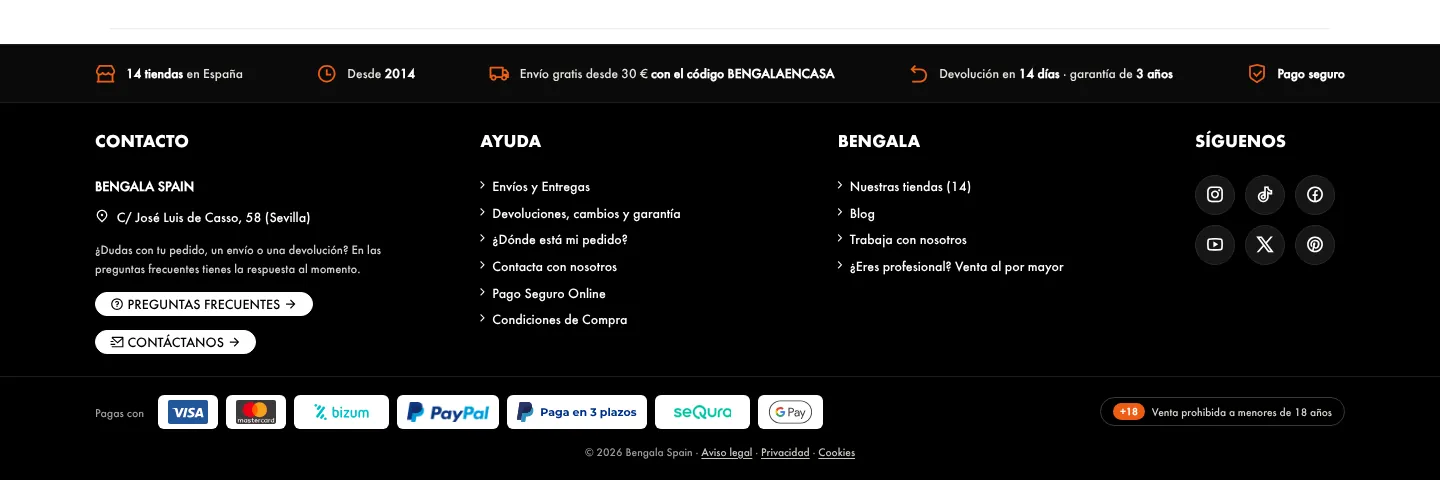 14 tiendas en España
Desde 2014
Envío gratis desde 30 € con el código BENGALAENCASA
Devolución en 14 días · garantía de 3 años
Pago seguro
CONTACTO
BENGALA SPAIN
C/ José Luis de Casso, 58 (Sevilla)
¿Dudas con tu pedido, un envío o una devolución? En las
preguntas frecuentes tienes la respuesta al momento.
PREGUNTAS FRECUENTES →
CONTÁCTANOS →
AYUDA
Envíos y Entregas
Devoluciones, cambios y garantía
¿Dónde está mi pedido?
Contacta con nosotros
Pago Seguro Online
Condiciones de Compra
BENGALA
Nuestras tiendas (14)
Blog
Trabaja con nosotros
¿Eres profesional? Venta al por mayor
SÍGUENOS
Pagas con
VISA
mastercard
bizum
PayPal
Paga en 3 plazos
seQura
G Pay
+18 Venta prohibida a menores de 18 años
© 2026 Bengala Spain · Aviso legal · Privacidad · Cookies